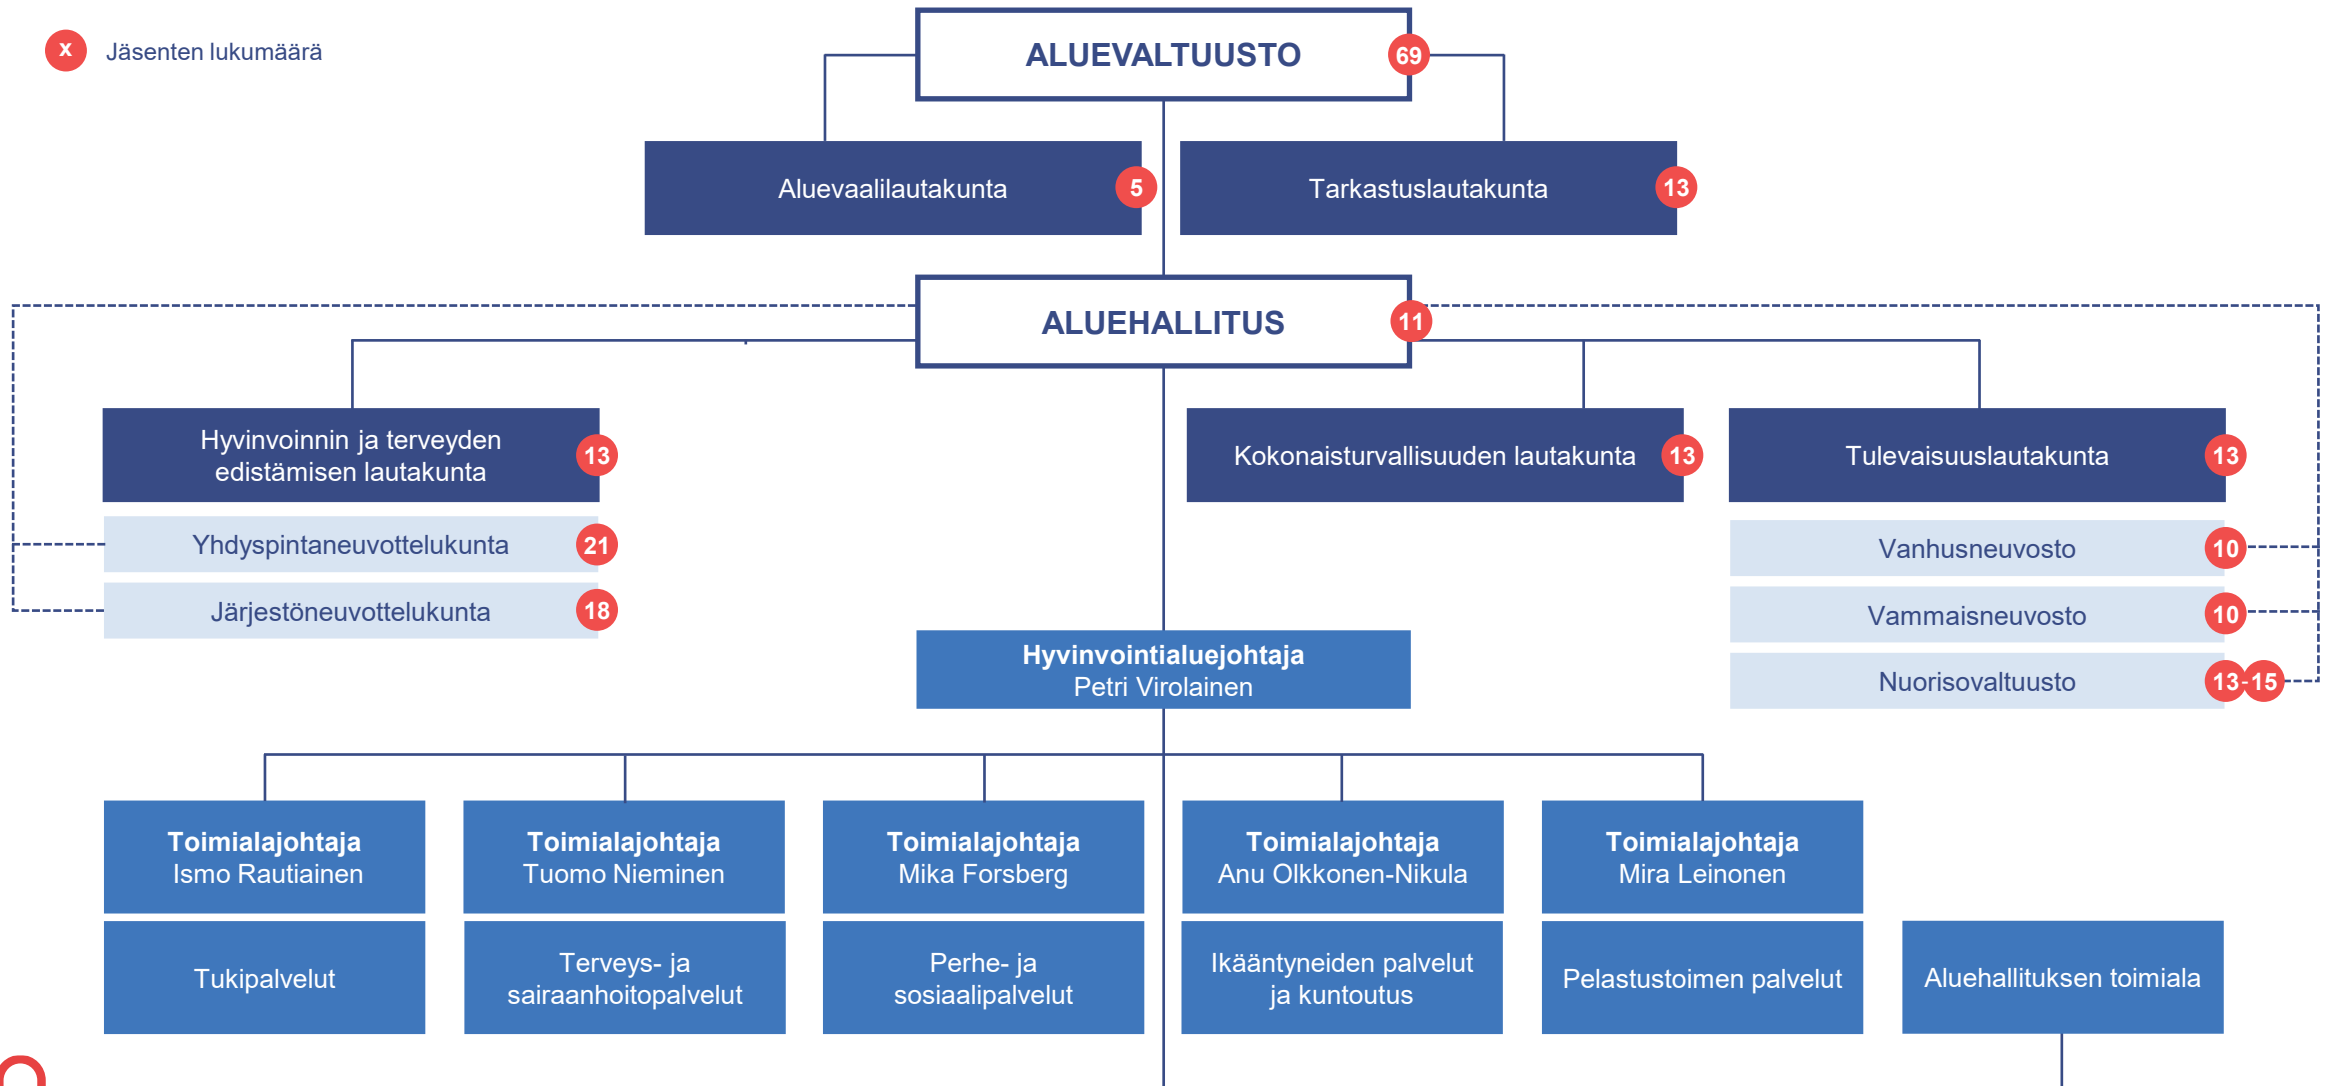 x
Jäsenten lukumäärä
ALUEVALTUUSTO
69
Aluevaalilautakunta
5
Tarkastuslautakunta
13
ALUEHALLITUS
11
Hyvinvoinnin ja terveyden
edistämisen lautakunta
13
Kokonaisturvallisuuden lautakunta
13
Tulevaisuuslautakunta
13
Yhdyspintaneuvottelukunta
21
Järjestöneuvottelukunta
18
Vanhusneuvosto
10
Vammaisneuvosto
10
Nuorisovaltuusto
13-15
Hyvinvointialuejohtaja
Petri Virolainen
Toimialajohtaja
Ismo Rautiainen
Toimialajohtaja
Tuomo Nieminen
Toimialajohtaja
Mika Forsberg
Toimialajohtaja
Anu Olkkonen-Nikula
Toimialajohtaja
Mira Leinonen
Tukipalvelut
Terveys- ja
sairaanhoitopalvelut
Perhe- ja
sosiaalipalvelut
Ikääntyneiden palvelut
ja kuntoutus
Pelastustoimen palvelut
Aluehallituksen toimiala